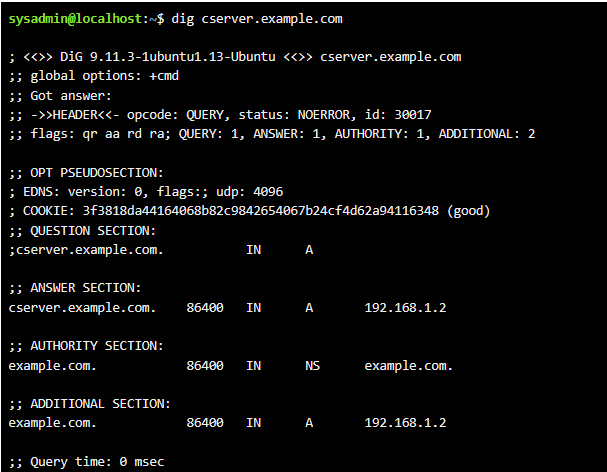 sysadmin@localhost:~$ dig cserver.example.com
; <<>> DiG 9.11.3-1ubuntu1.13-Ubuntu <<>> cserver.example.com
;; global options: +cmd
;; Got answer:
;; ->>HEADER<<- opcode: QUERY, status: NOERROR, id: 30017
;; flags: qr aa rd ra; QUERY: 1, ANSWER: 1, AUTHORITY: 1, ADDITIONAL: 2
;; OPT PSEUDOSECTION:
; EDNS: version: 0, flags:; udp: 4096
; COOKIE: 3f3818da44164068b82c9842654067b24cf4d62a94116348 (good)
;; QUESTION SECTION:
;cserver.example.com. IN A
;; ANSWER SECTION:
cserver.example.com. 86400 IN A 192.168.1.2
;; AUTHORITY SECTION:
example.com. 86400 IN NS example.com.
;; ADDITIONAL SECTION:
example.com. 86400 IN A 192.168.1.2
;; Query time: 0 msec